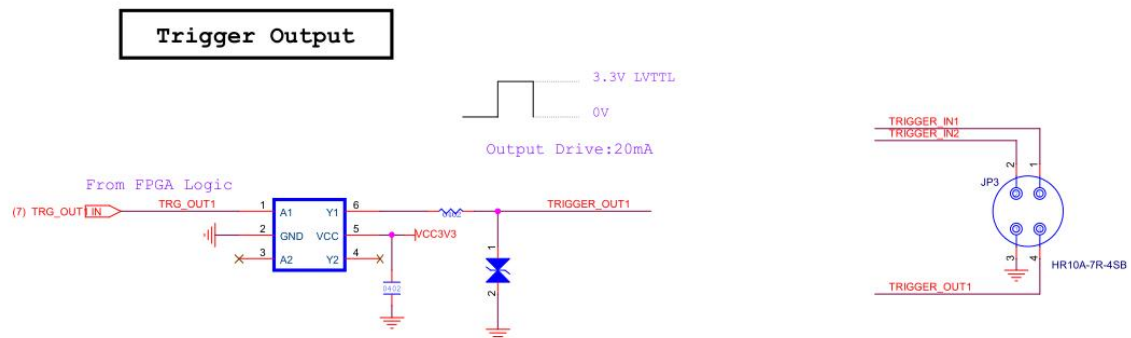 Trigger Output
3.3V LVTTL
0V
Output Drive:20mA
From FPGA Logic
(7) TRG_OUT1 IN
TRG_OUT1
1 A1 Y1 6
2 GND VCC 5
3 A2 Y2 4
0402
TRIGGER_OUT1
VCC3V3
0402
1
2
TRIGGER_IN1
TRIGGER_IN2
2 1
JP3
3 4
HR10A-7R-4SB
TRIGGER_OUT1